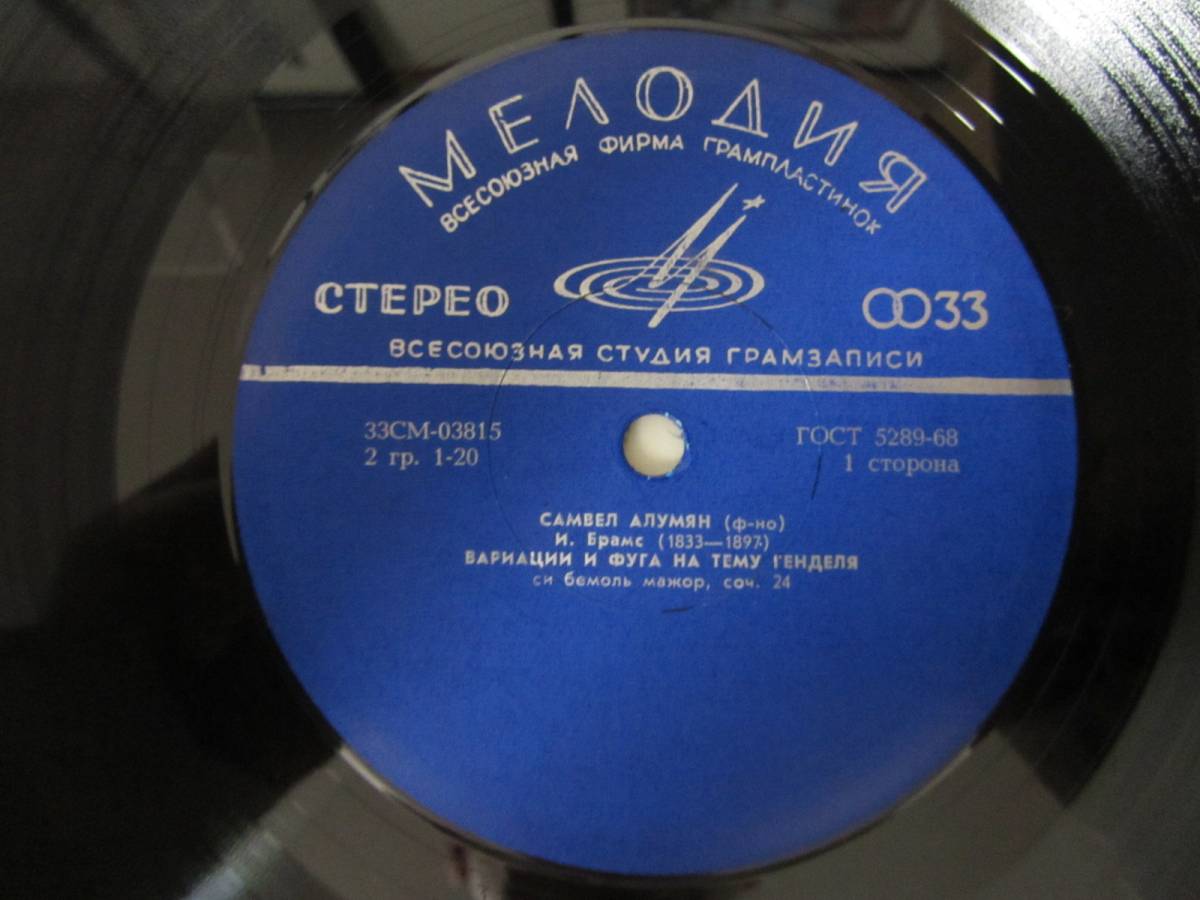 МЕЛОДИЯ
ВСЕСОЮЗНАЯ ФИРМА ГРАМПЛАСТИНОК
СТЕРЕО
33
ВСЕСОЮЗНАЯ СТУДИЯ ГРАМЗАПИСИ
33СМ-03815
ГОСТ 5289-68
2 гр. 1-20
1 сторона
САМВЕЛ АЛУМЯН (ф-но)
И. Брамс (1833—1897)
ВАРИАЦИИ И ФУГА НА ТЕМУ ГЕНДЕЛЯ
си бемоль мажор, соч. 24